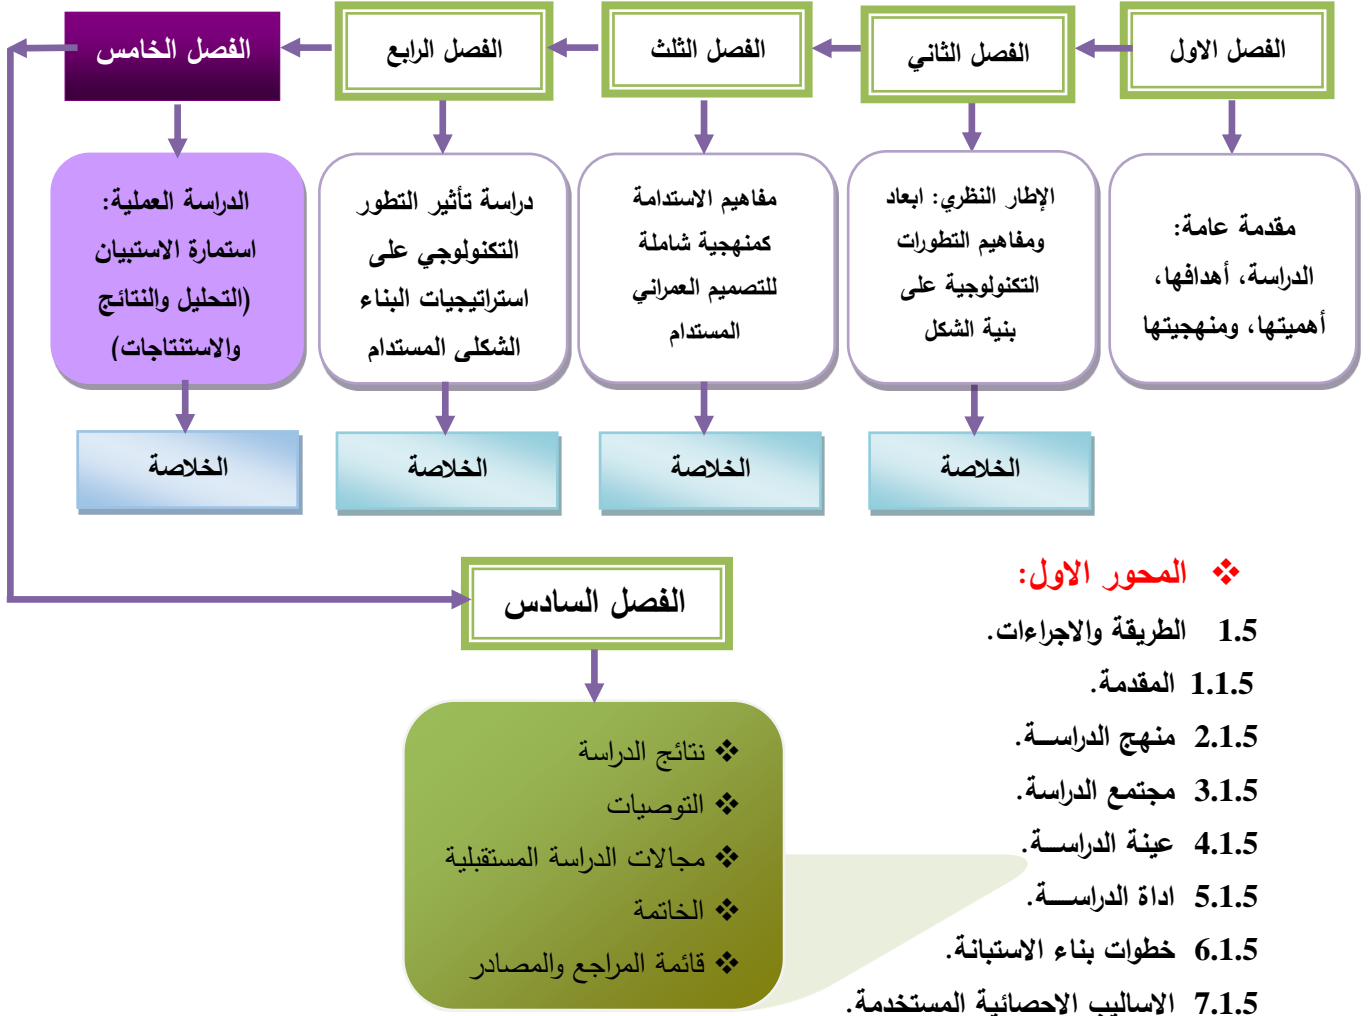 الفصل الاول
الفصل الثاني
الفصل الثلث
الفصل الرابع
الفصل الخامس
مقدمة عامة:
الدراسة، أهدافها،
أهميتها، ومنهجيتها
الإطار النظري: ابعاد
ومفاهيم التطورات
التكنولوجية على
بنية الشكل
مفاهيم الاستدامة
كمنهجية شاملة
للتصميم العمراني
المستدام
دراسة تأثير التطور
التكنولوجي على
استراتيجيات البناء
الشكلي المستدام
الدراسة العملية:
استمارة الاستبيان
(التحليل والنتائج
والاستنتاجات)
الخلاصة
الخلاصة
الخلاصة
الخلاصة
❖ المحور الاول:
1.5 الطريقة والاجراءات.
1.1.5 المقدمة.
2.1.5 منهج الدراســة.
3.1.5 مجتمع الدراسة.
4.1.5 عينة الدراســة.
5.1.5 اداة الدراســـة.
6.1.5 خطوات بناء الاستبانة.
7.1.5 الاساليب الاحصائية المستخدمة.
الفصل السادس
❖ نتائج الدراسة
❖ التوصيات
❖ مجالات الدراسة المستقبلية
❖ الخاتمة
❖ قائمة المراجع والمصادر